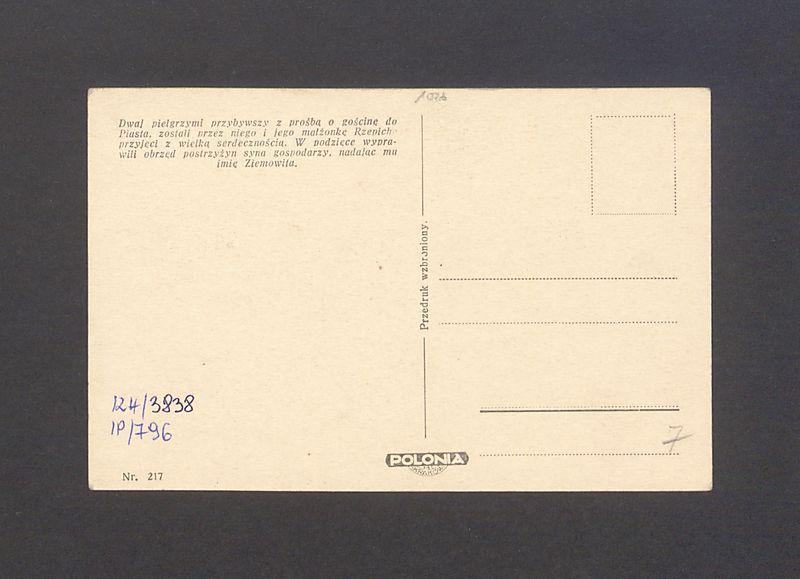 Dwaj pielgrzymi przybywszy z prośbą o gościnę do
Piasta, zostali przez niego i jego małżonkę Rzepichę
przyjęci z wielką serdecznością. W podzięce wypra-
wili obrzęd postrzyżyn syna gospodarzy, nadając mu
imię Ziemowita.
Przedruk wzbroniony.
124/3838
IP/796
Nr. 217
POLONIA
KRAKÓW
7